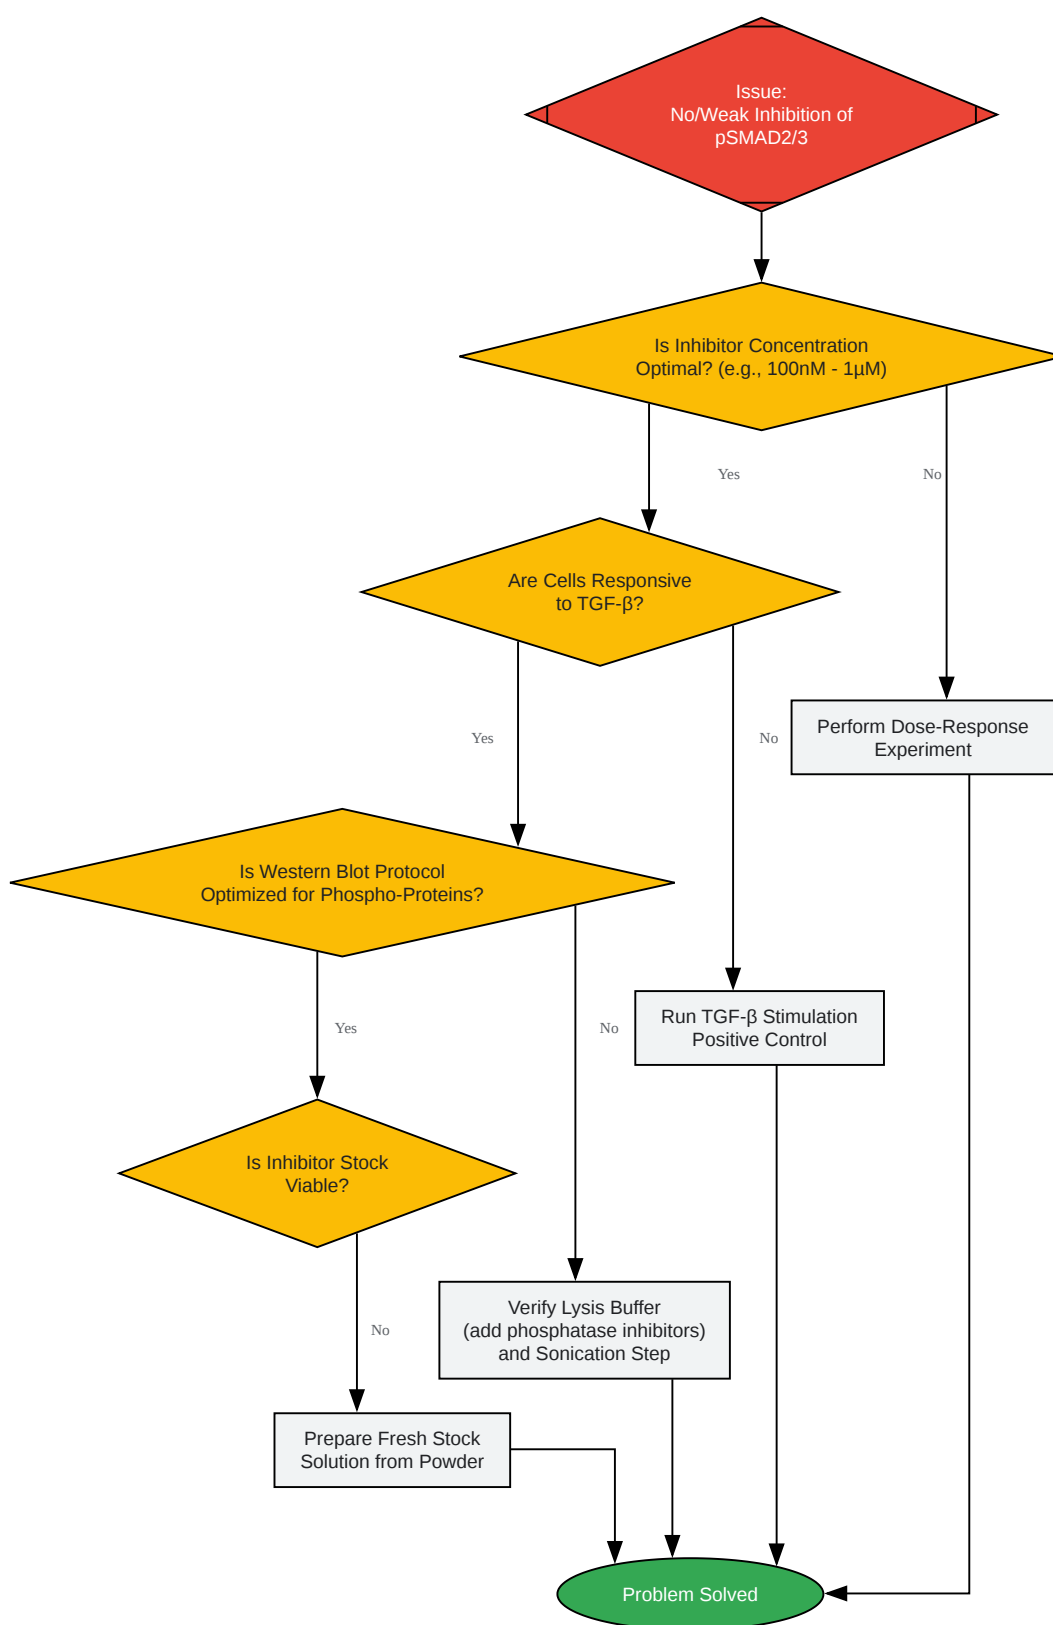 Issue:
No/Weak Inhibition of
pSMAD2/3
Is Inhibitor Concentration
Optimal? (e.g., 100nM - 1µM)
Yes
No
Are Cells Responsive
to TGF-β?
Perform Dose-Response
Experiment
Yes
No
Is Western Blot Protocol
Optimized for Phospho-Proteins?
Run TGF-β Stimulation
Positive Control
Yes
No
Is Inhibitor Stock
Viable?
Verify Lysis Buffer
(add phosphatase inhibitors)
and Sonication Step
No
Prepare Fresh Stock
Solution from Powder
Problem Solved